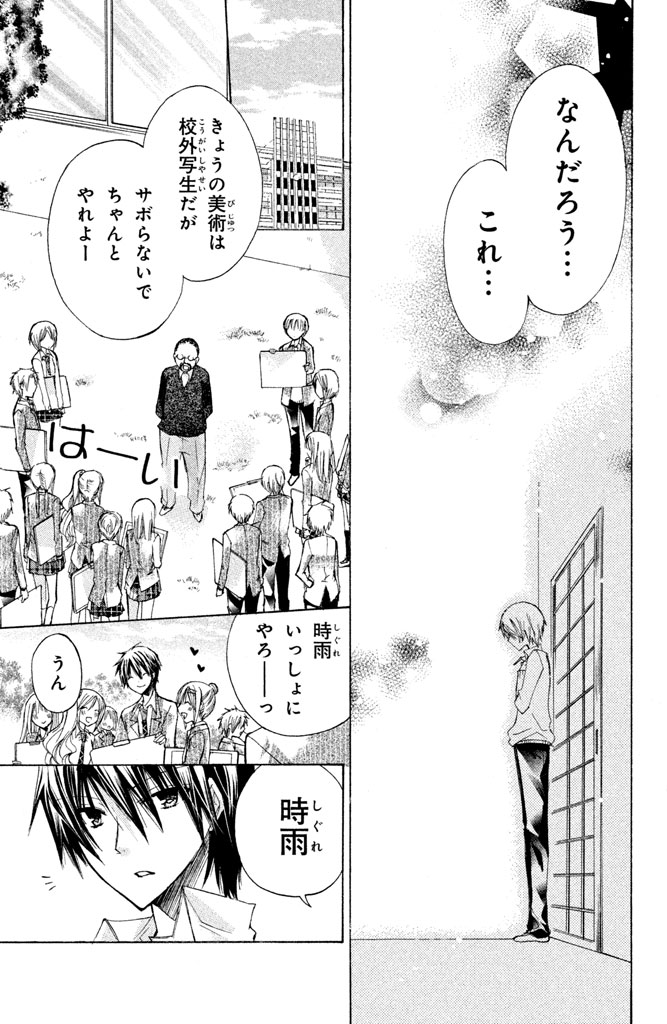 なんだろう…
これ…
きょうの美術は
校外写生だが
サボらないで
ちゃんと
やれよー
はーい
時雨
いっしょに
やろ――っ
うん
時雨